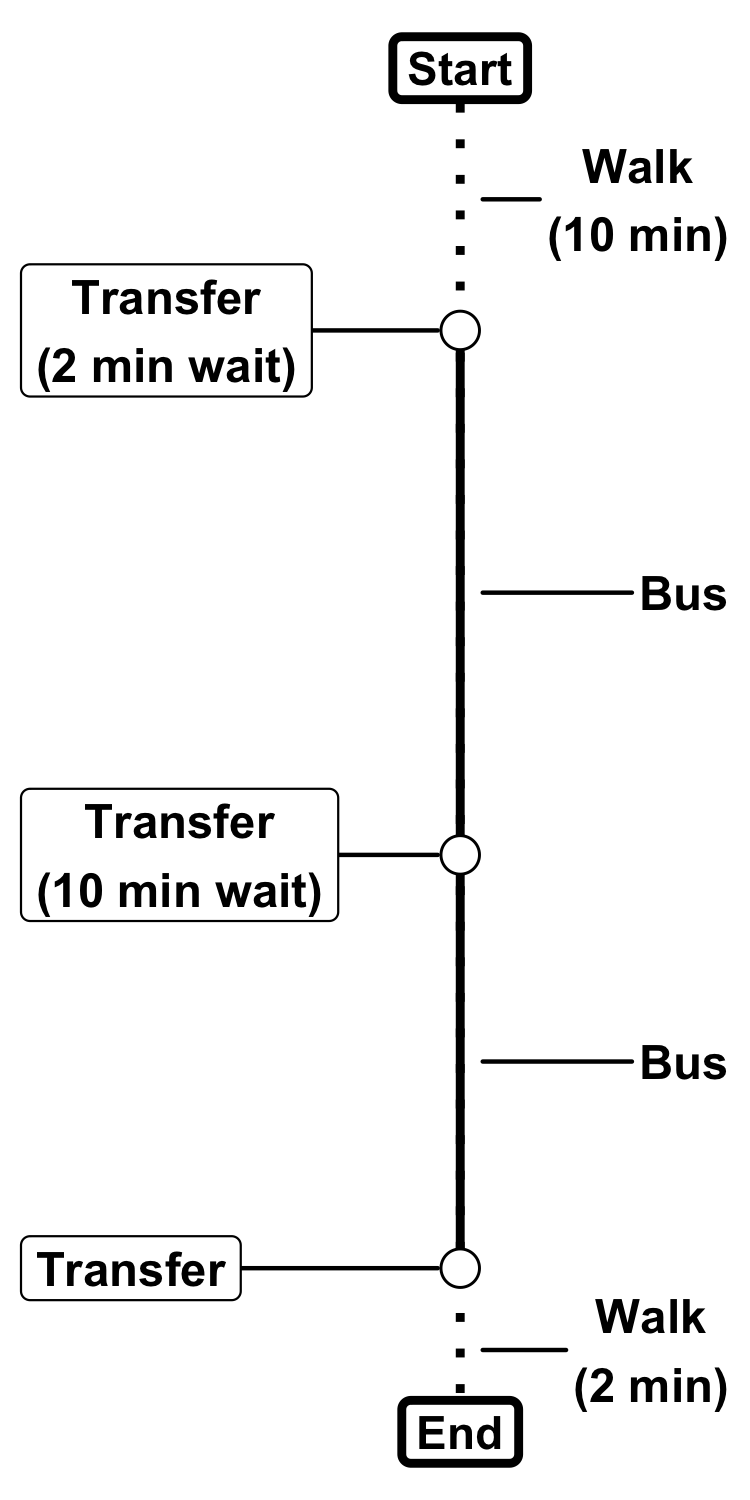 Start
Walk
(10 min)
Transfer
(2 min wait)
Bus
Transfer
(10 min wait)
Bus
Transfer
Walk
(2 min)
End